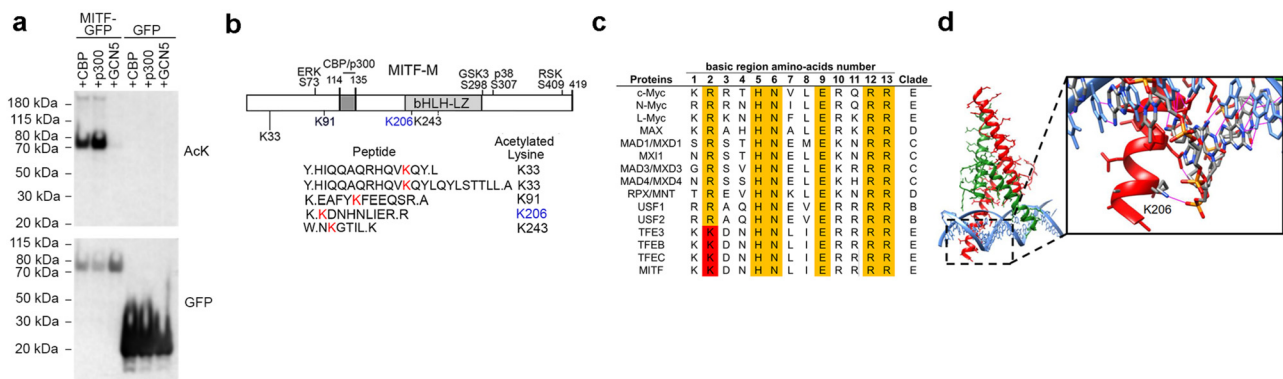 a
MITF-
GFP GFP
+CBP
+p300
+GCN5
+CBP
+p300
+GCN5
180 kDa
115 kDa
80 kDa
70 kDa
50 kDa
30 kDa
20 kDa
AcK
115 kDa
80 kDa
70 kDa
50 kDa
30 kDa
20 kDa
GFP
b
CBP/p300
MITF-M
ERK
S73
114
135
GSK3
S298
p38
S307
RSK
S409
419
bHLH-LZ
K33
K91
K206
K243
Peptide Acetylated Lysine
Y.HIQQAQRHQVKQYL.L K33
Y.HIQQAQRHQVKQYLQYLSTTLL.A K33
K.EAFYKFEEQSR.A K91
K.KDNHNLIER.R K206
W.NKGTIL.K K243
c
basic region amino-acids number
Proteins 1 2 3 4 5 6 7 8 9 10 11 12 13 Clade
c-Myc K R R T H N V L E R Q R R E
N-Myc R R R N H N I L E R Q R R E
L-Myc K R K N H N F L E R K R R E
MAX K R A H H N A L E R K R R D
MAD1/MXD1 S R S T H N E M E K N R R C
MXI1 N R S T H N E L E K N R R C
MAD3/MXD3 G R S V H N E L E K R R R C
MAD4/MXD4 N R S S H N E L E K H R R C
RPX/MNT T R E V H N K L E K N R R D
USF1 R R A Q H N E V E R R R R B
USF2 R R A Q H N E V E R R R R B
TFE3 K K D N H N L I E R R R R E
TFEB K K D N H N L I E R R R R E
TFEC K K D N H N L I E R R R R E
MITF K K D N H N L I E R R R R E
d
K206